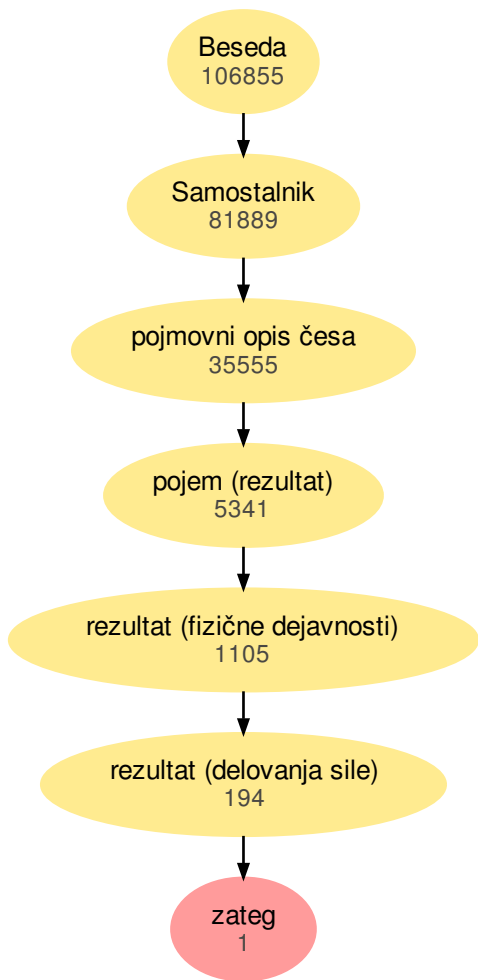 Beseda
106855
Samostalnik
81889
pojmovni opis česa
35555
pojem (rezultat)
5341
rezultat (fizične dejavnosti)
1105
rezultat (delovanja sile)
194
zateg
1